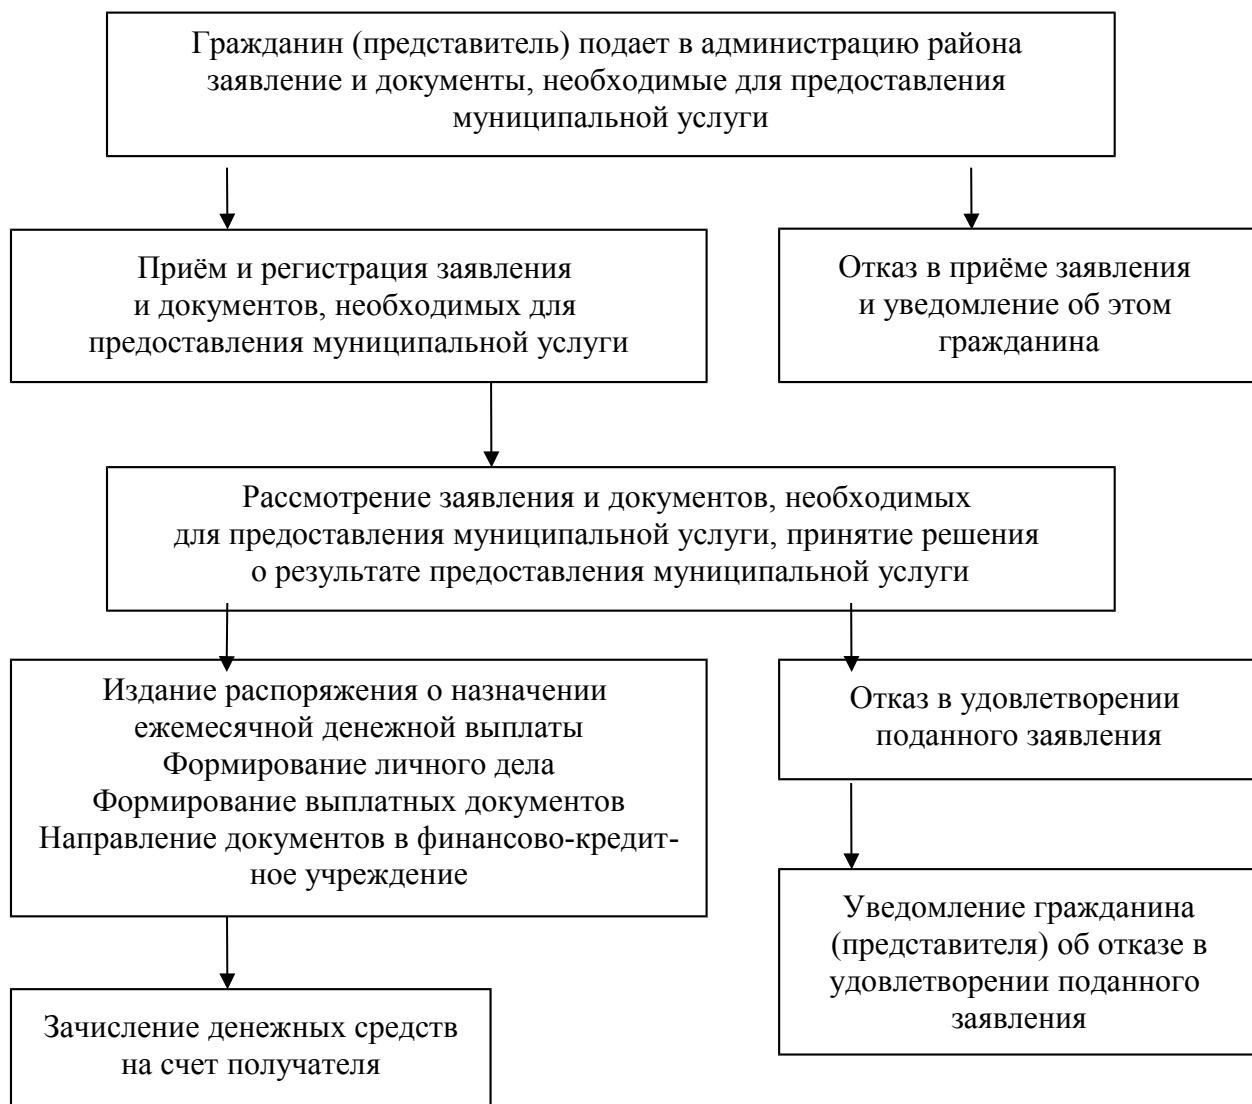 Гражданин (представитель) подает в администрацию района
заявление и документы, необходимые для предоставления
муниципальной услуги
Приём и регистрация заявления
и документов, необходимых для
предоставления муниципальной услуги
Отказ в приёме заявления
и уведомление об этом
гражданина
Рассмотрение заявления и документов, необходимых
для предоставления муниципальной услуги, принятие решения
о результате предоставления муниципальной услуги
Издание распоряжения о назначении
ежемесячной денежной выплаты
Формирование личного дела
Формирование выплатных документов
Направление документов в финансово-кредит-
ное учреждение
Отказ в удовлетворении
поданного заявления
Уведомление гражданина
(представителя) об отказе в
удовлетворении поданного
заявления
Зачисление денежных средств
на счет получателя